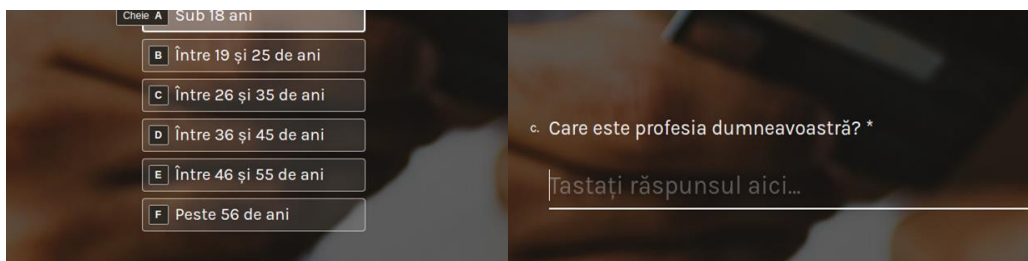 Cheie A Sub 18 ani
B Între 19 și 25 de ani
C Între 26 și 35 de ani
D Între 36 și 45 de ani
E Între 46 și 55 de ani
F Peste 56 de ani
c. Care este profesia dumneavoastră? *
Tastați răspunsul aici...